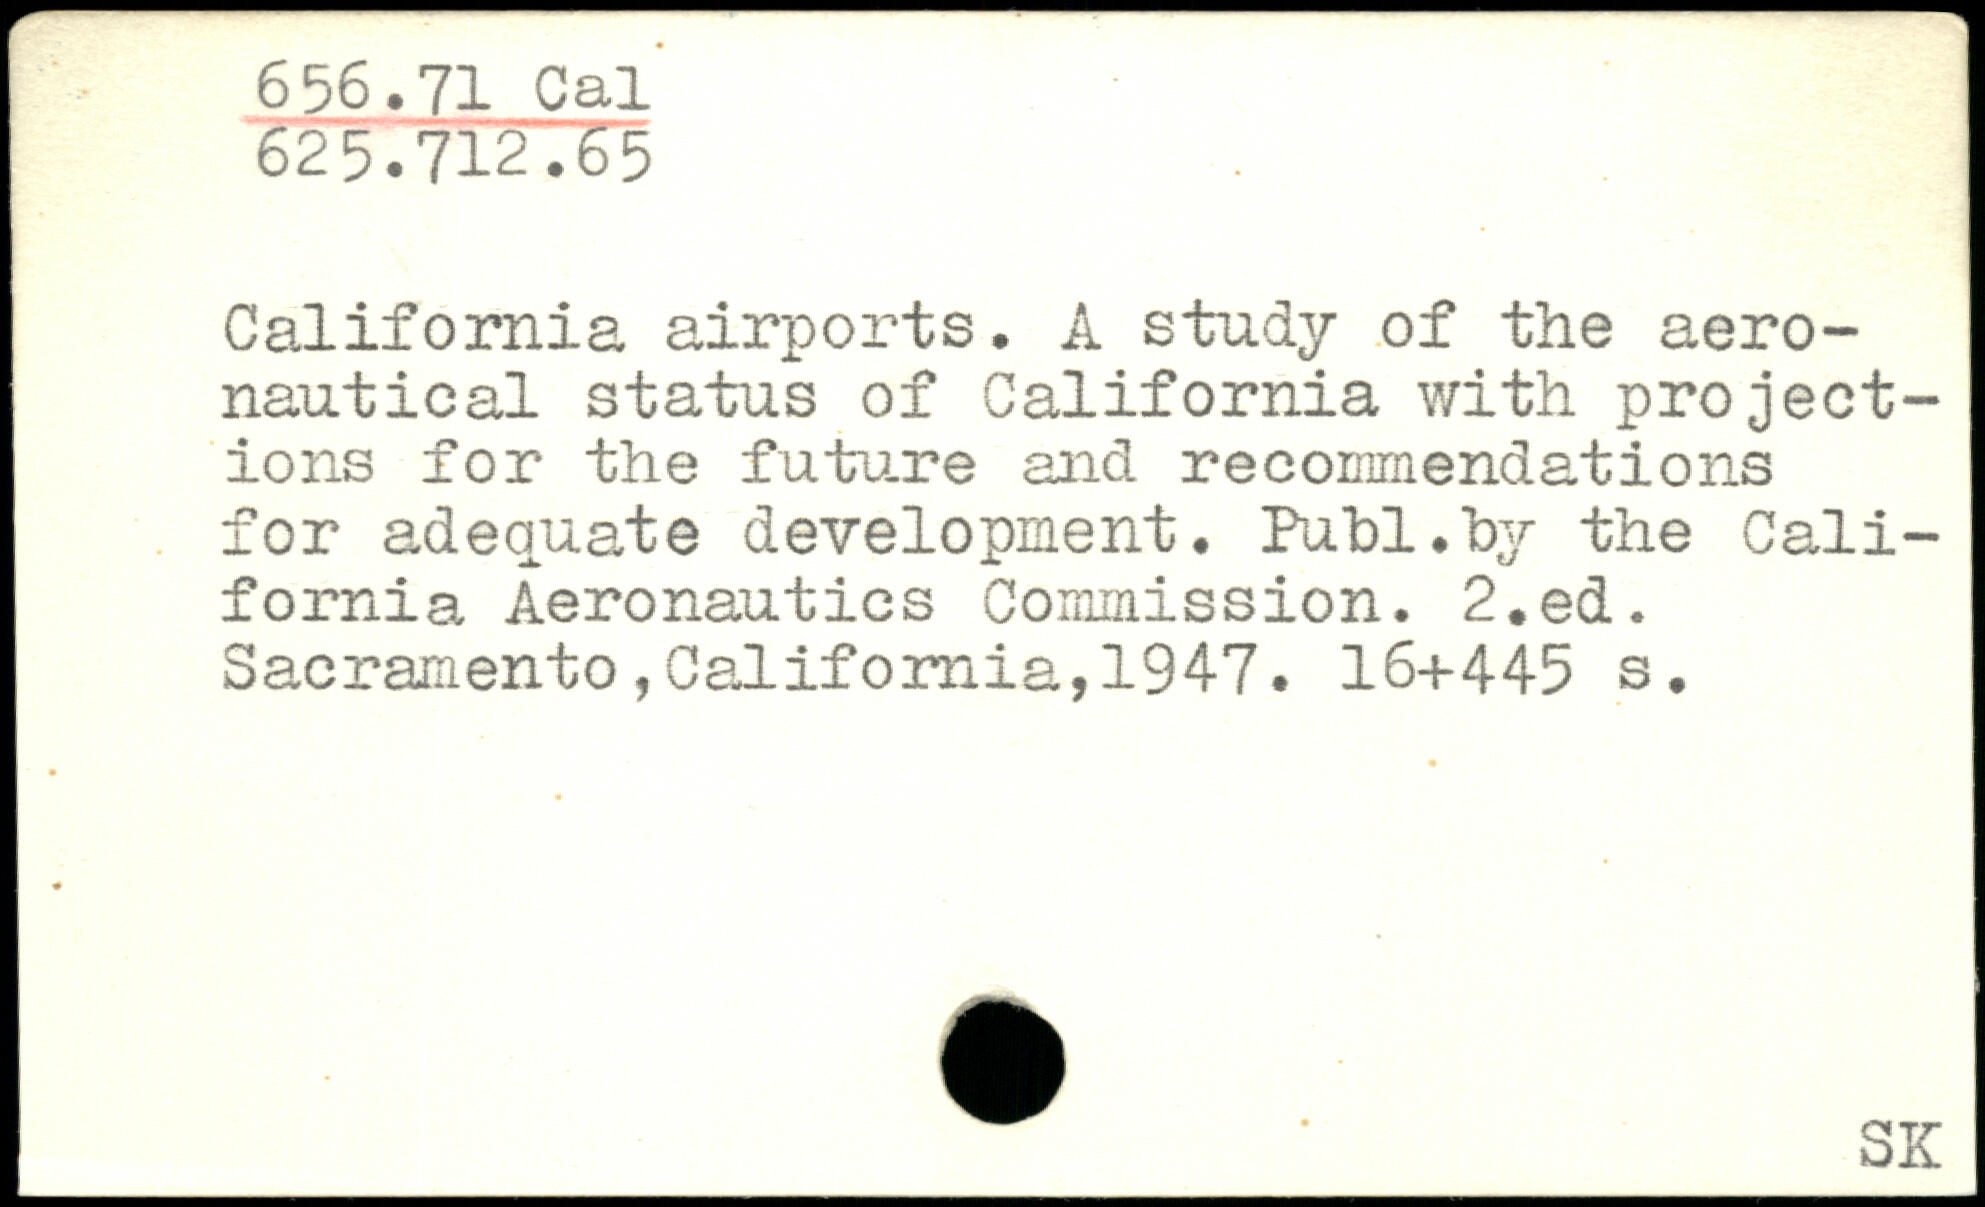 656.71 Cal
625.712.65
California airports. A study of the aero-
nautical status of California with project-
ions for the future and recommendations
for adequate development. Publ.by the Cali-
fornia Aeronautics Commission. 2.ed.
Sacramento,California,1947. 16+445 s.
SK